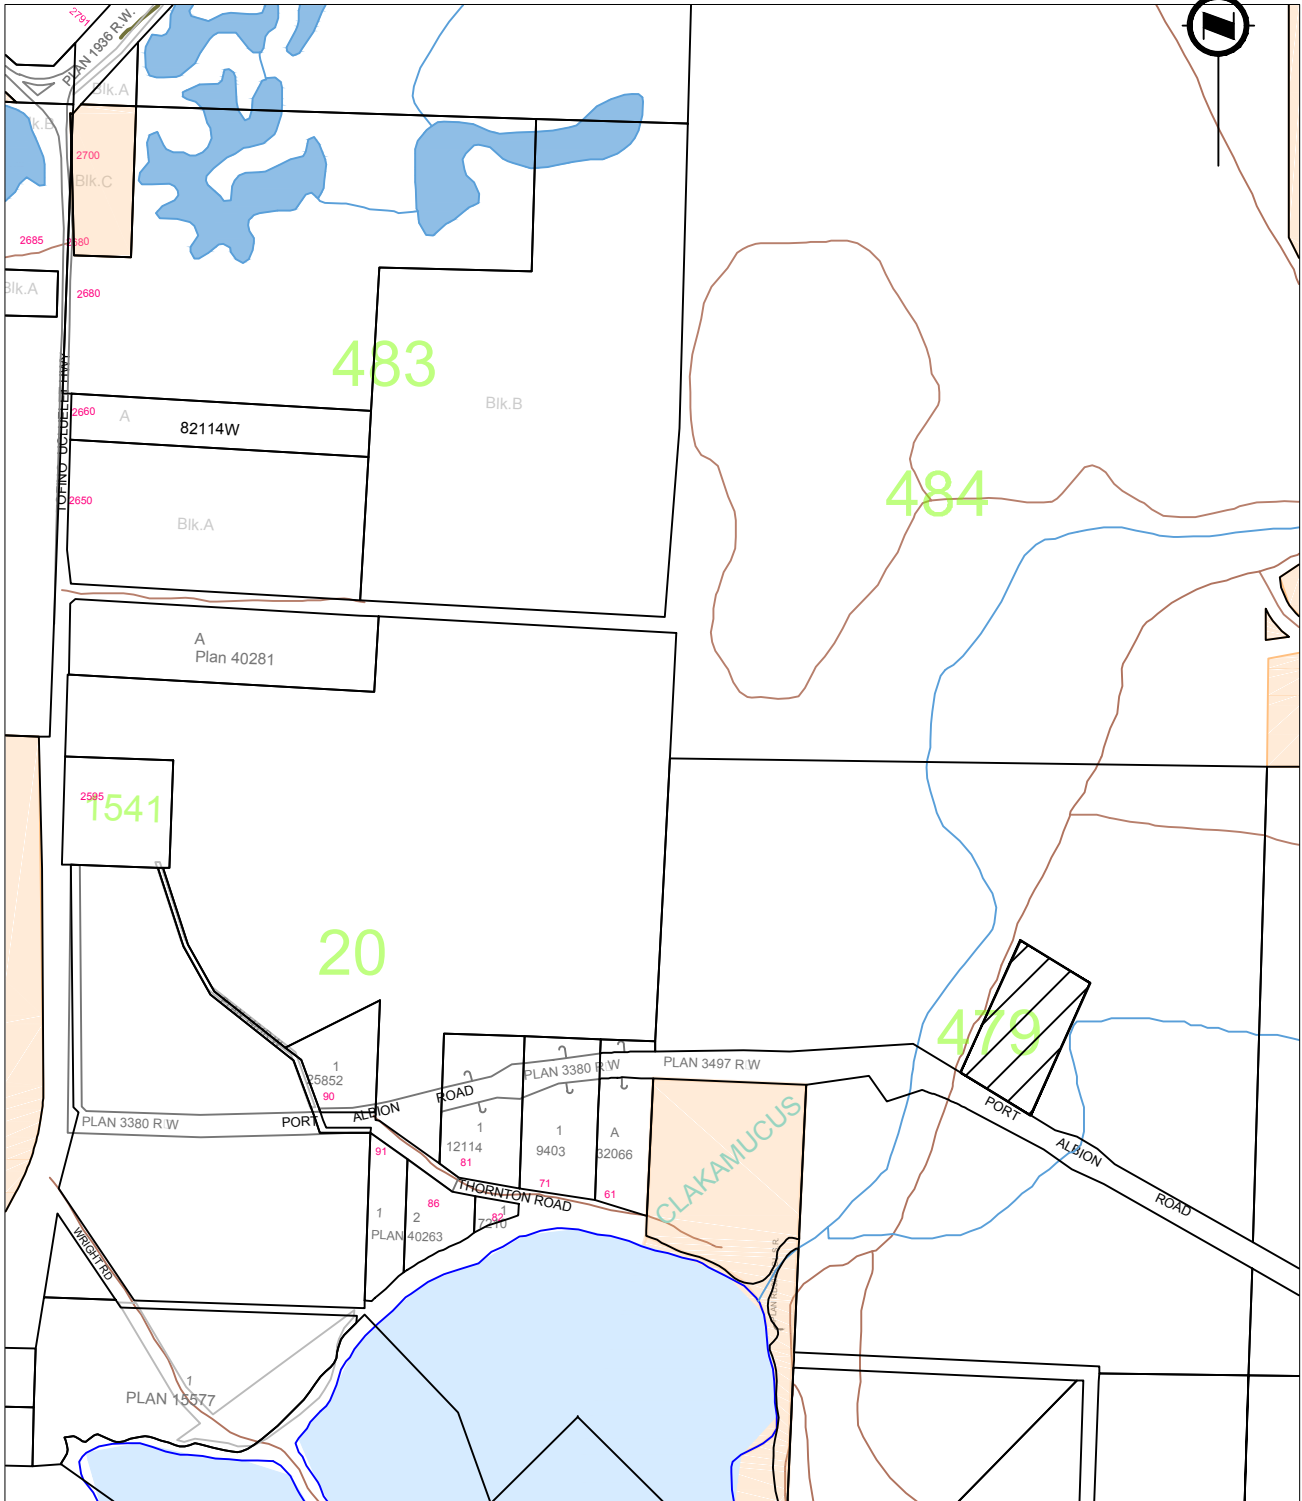 2791
PLAN 1936 R.W.
Blk.A
k.B
2700
Blk.C
2685
2680
Blk.A
2680
483
TOFINO UCLUELET HWY
2660
A
82114W
Blk.B
484
2650
Blk.A
A
Plan 40281
2595
1541
20
479
1
25852
90
ROAD
ALBION
PORT
PLAN 3380 R W
PLAN 3380 R W
PLAN 3497 R W
CLAKAMUCUS
PORT
ALBION
ROAD
1
12114
81
1
9403
71
A
32066
61
91
THORNTON ROAD
86
1
2
PLAN 40263
1
7210
82
WRIGHT RD
1
PLAN 15577